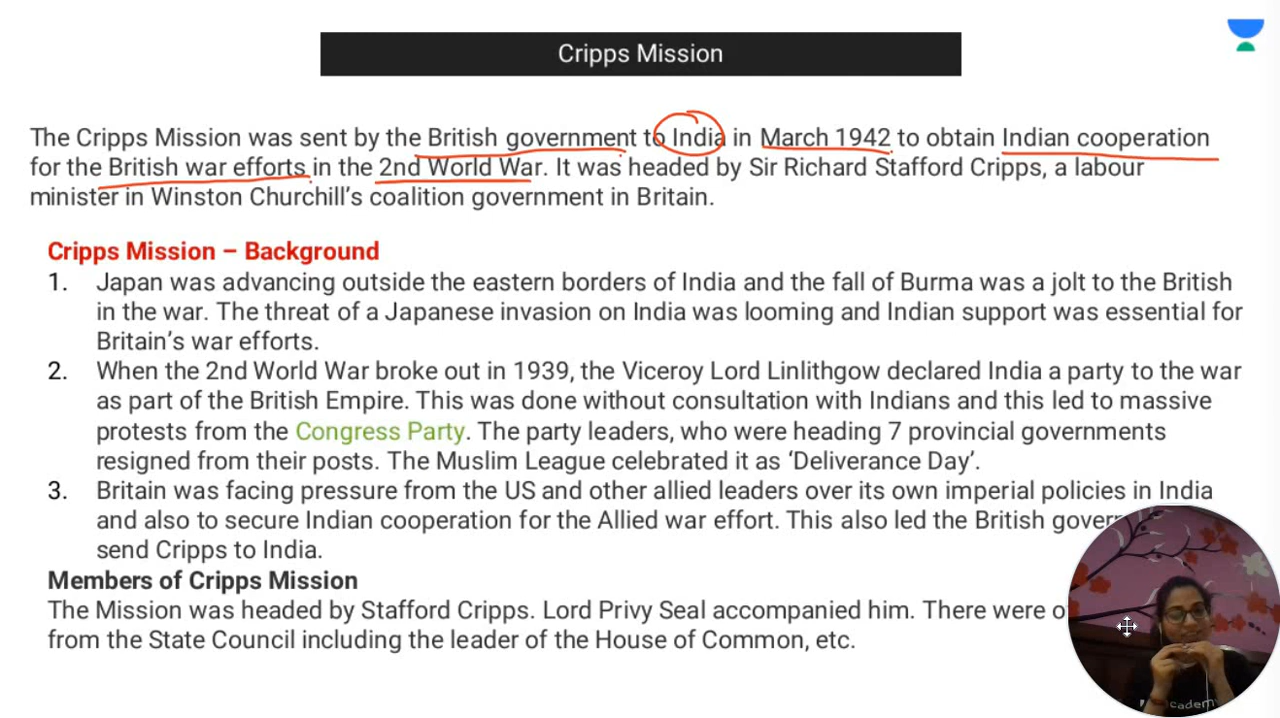 Cripps Mission
The Cripps Mission was sent by the British government to India in March 1942 to obtain Indian cooperation
for the British war efforts in the 2nd World War. It was headed by Sir Richard Stafford Cripps, a labour
minister in Winston Churchill's coalition government in Britain.
Cripps Mission – Background
1. Japan was advancing outside the eastern borders of India and the fall of Burma was a jolt to the British
in the war. The threat of a Japanese invasion on India was looming and Indian support was essential for
Britain's war efforts.
2. When the 2nd World War broke out in 1939, the Viceroy Lord Linlithgow declared India a party to the war
as part of the British Empire. This was done without consultation with Indians and this led to massive
protests from the Congress Party. The party leaders, who were heading 7 provincial governments
resigned from their posts. The Muslim League celebrated it as 'Deliverance Day'.
3. Britain was facing pressure from the US and other allied leaders over its own imperial policies in India
and also to secure Indian cooperation for the Allied war effort. This also led the British
send Cripps to India.
Members of Cripps Mission
The Mission was headed by Stafford Cripps. Lord Privy Seal accompanied him. There were
from the State Council including the leader of the House of Common, etc.